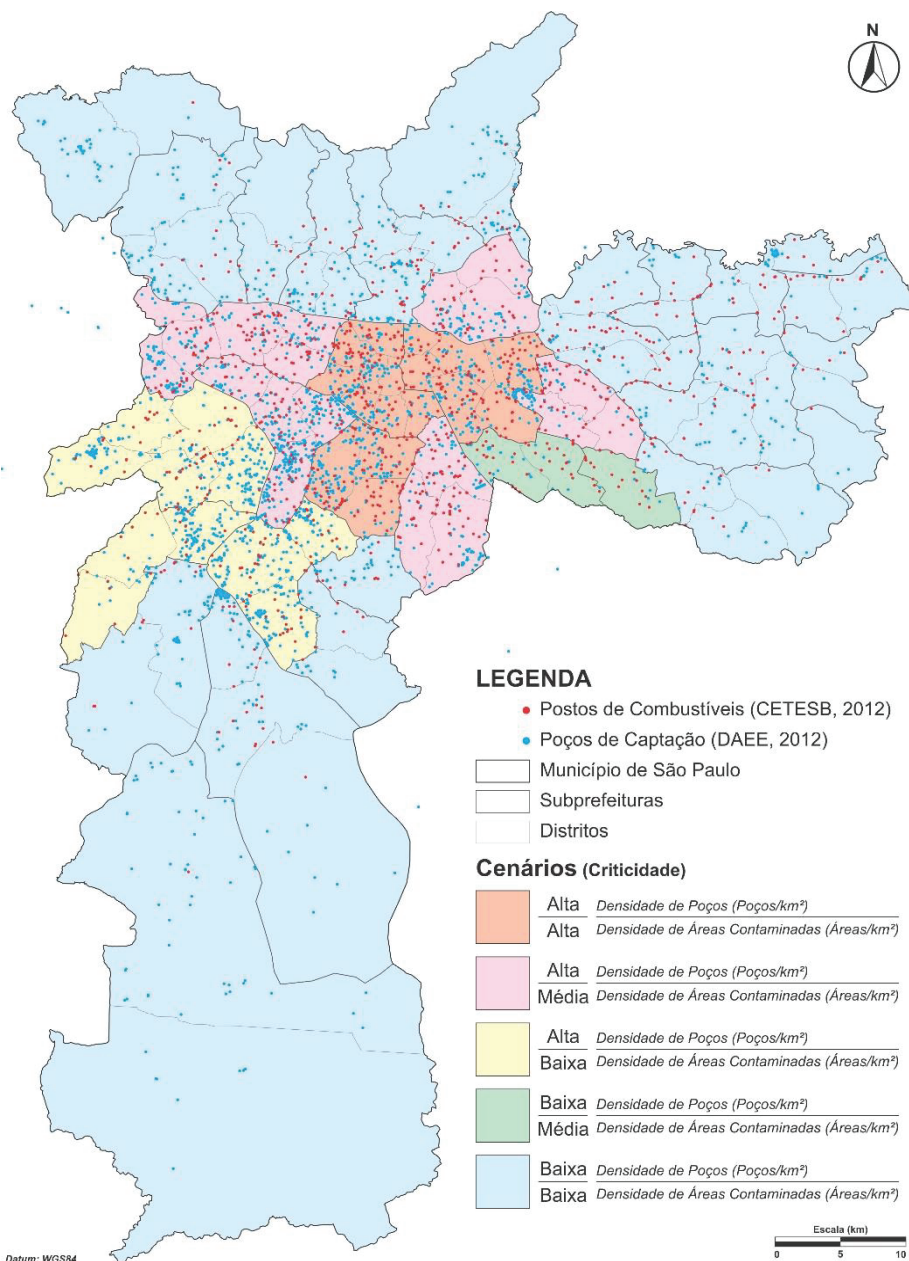 N
LEGENDA
Postos de Combustíveis (CETESB, 2012)
Poços de Captação (DAEE, 2012)
Município de São Paulo
Subprefeituras
Distritos
Cenários (Criticidade)
Alta Densidade de Poços (Poços/km²)
Alta Densidade de Áreas Contaminadas (Áreas/km²)
Alta Densidade de Poços (Poços/km²)
Média Densidade de Áreas Contaminadas (Áreas/km²)
Alta Densidade de Poços (Poços/km²)
Baixa Densidade de Áreas Contaminadas (Áreas/km²)
Baixa Densidade de Poços (Poços/km²)
Média Densidade de Áreas Contaminadas (Áreas/km²)
Baixa Densidade de Poços (Poços/km²)
Baixa Densidade de Áreas Contaminadas (Áreas/km²)
Escala (km)
0 5 10
Datum: WGS84